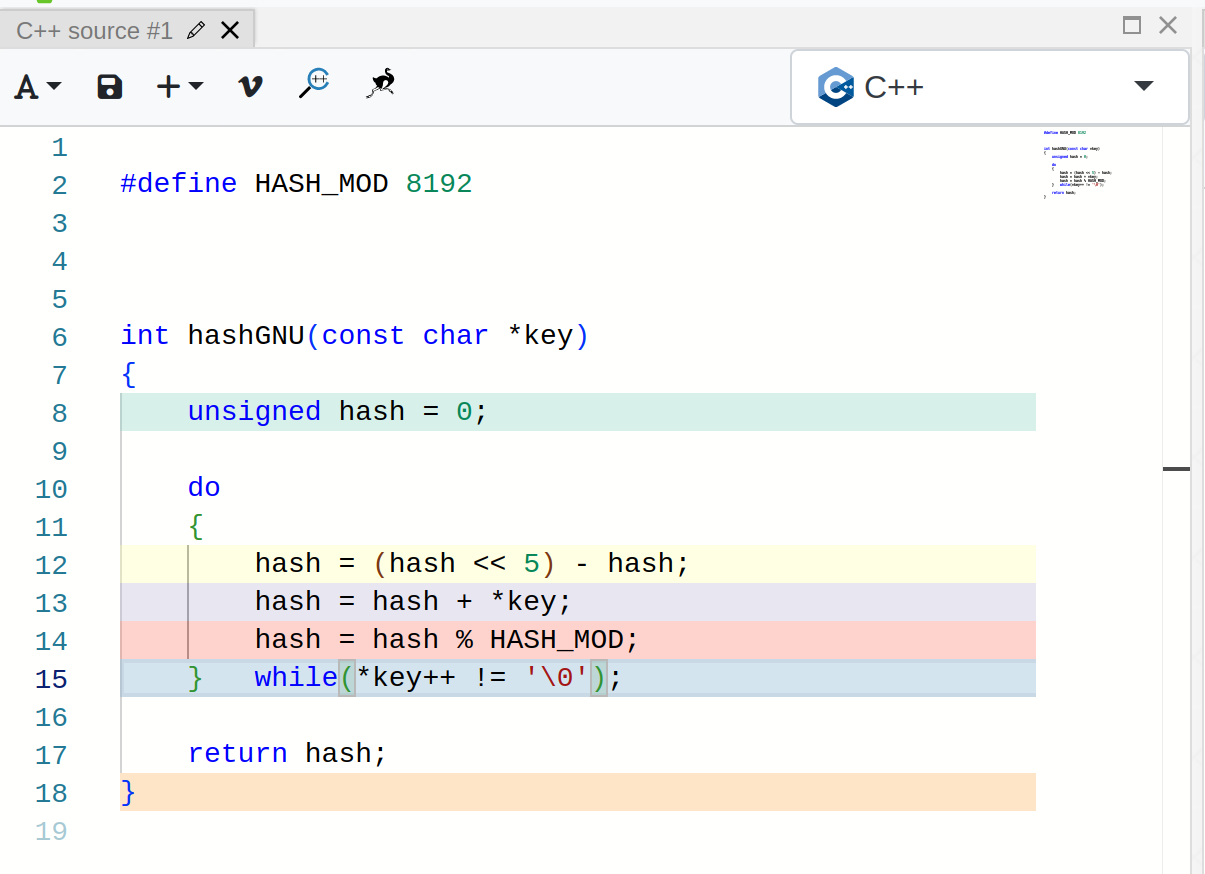 C++ source #1
A + C++
1
2 #define HASH_MOD 8192
3
4
5
6 int hashGNU(const char *key)
7 {
8     unsigned hash = 0;
9
10     do
11     {
12         hash = (hash << 5) - hash;
13         hash = hash + *key;
14         hash = hash % HASH_MOD;
15     }   while(*key++ != '\0');
16
17     return hash;
18 }
19